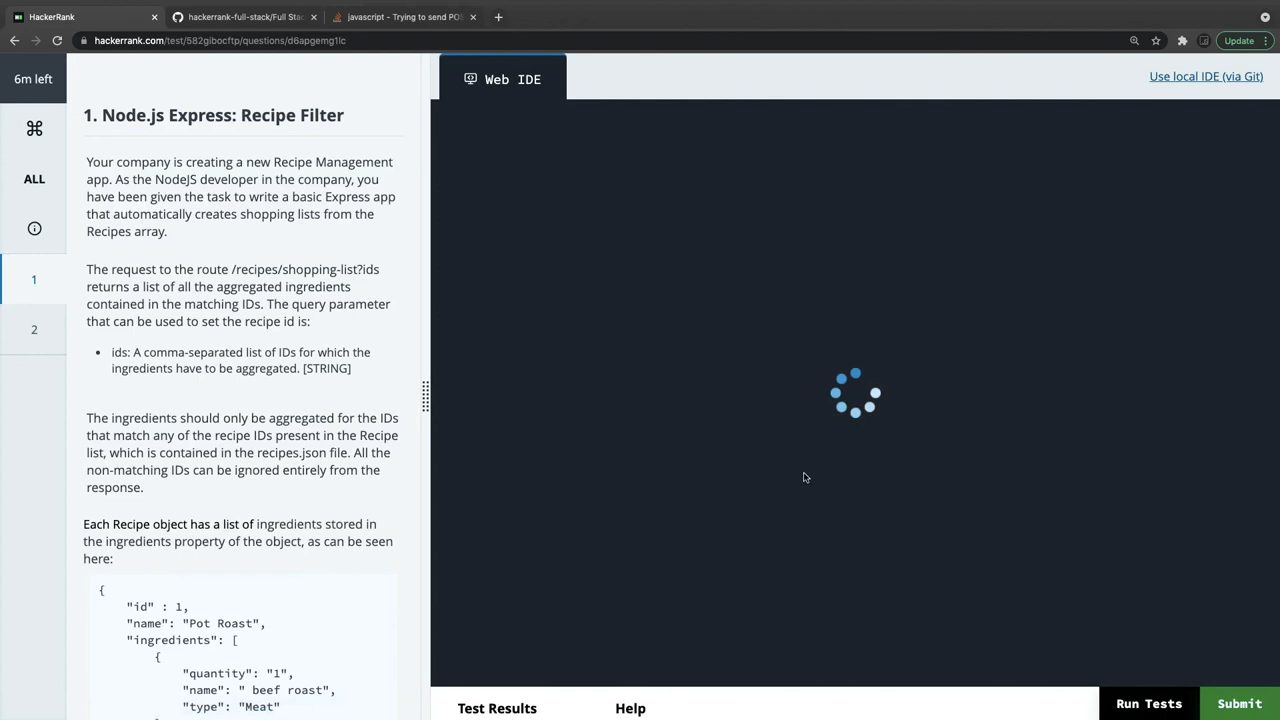 HackerRank
hackerrank-full-stack/Full Stac
javascript - Trying to send POS
hackerrank.com/test/582gibocftp/questions/d6apgemg1lc
Update
6m left
Web IDE
Use local IDE (via Git)
ALL
1
2
1. Node.js Express: Recipe Filter
Your company is creating a new Recipe Management
app. As the NodeJS developer in the company, you
have been given the task to write a basic Express app
that automatically creates shopping lists from the
Recipes array.
The request to the route /recipes/shopping-list?ids
returns a list of all the aggregated ingredients
contained in the matching IDs. The query parameter
that can be used to set the recipe id is:
• ids: A comma-separated list of IDs for which the
ingredients have to be aggregated. [STRING]
The ingredients should only be aggregated for the IDs
that match any of the recipe IDs present in the Recipe
list, which is contained in the recipes.json file. All the
non-matching IDs can be ignored entirely from the
response.
Each Recipe object has a list of ingredients stored in
the ingredients property of the object, as can be seen
here:
{
"id" : 1,
"name": "Pot Roast",
"ingredients": [
{
"quantity": "1",
"name": " beef roast",
"type": "Meat"
Test Results
Help
Run Tests
Submit